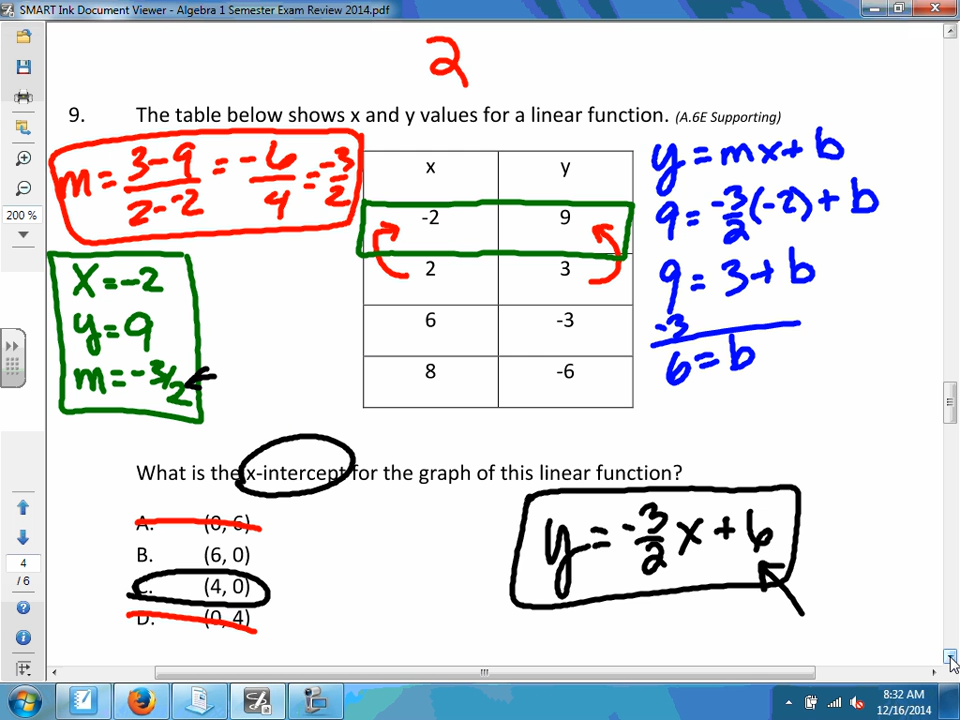 SMART Ink Document Viewer - Algebra 1 Semester Exam Review 2014.pdf
2
9. The table below shows x and y values for a linear function. (A.6E Supporting)
m = 3-9 / 2--2 = -6/4 = -3/2
x y
-2 9
2 3
6 -3
8 -6
x = -2
y = 9
m = -3/2
y = mx + b
9 = -3/2(-2) + b
9 = 3 + b
-3
6 = b
200 %
What is the x-intercept for the graph of this linear function?
A. (0, 6)
B. (6, 0)
C. (4, 0)
D. (0, 4)
y = -3/2 x + 6
4
/ 6
8:32 AM
12/16/2014